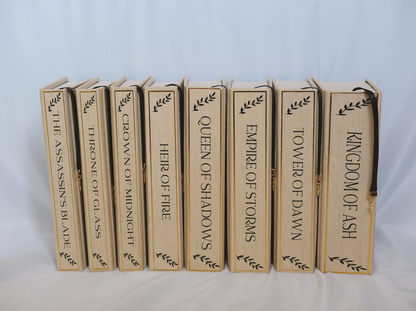 THE ASSASSIN'S BLADE
THRONE OF GLASS
CROWN OF MIDNIGHT
HEIR OF FIRE
QUEEN OF SHADOWS
EMPIRE OF STORMS
TOWER OF DAWN
KINGDOM OF ASH